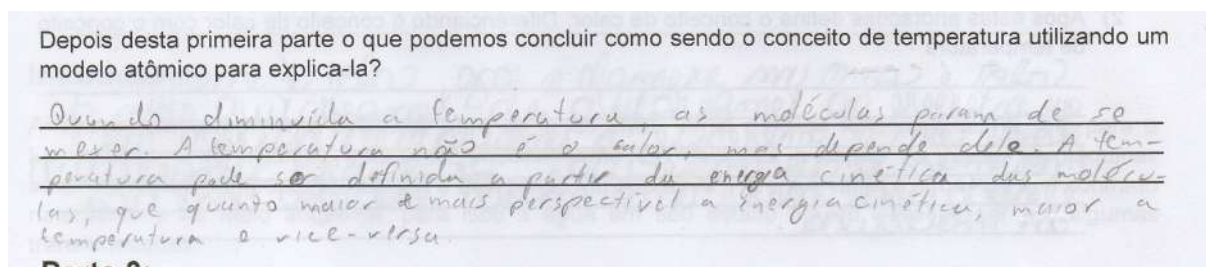 Depois desta primeira parte o que podemos concluir como sendo o conceito de temperatura utilizando um
modelo atômico para explica-la?
Quando diminuida a temperatura, as moléculas param de se
mexer. A temperatura não é o calor, mas depende dele. A tem-
peratura pode ser definida a partir da energia cinética das molécu-
las, que quanto maior e mais perspectivel a energia cinética, maior a
temperatura e vice-versa.